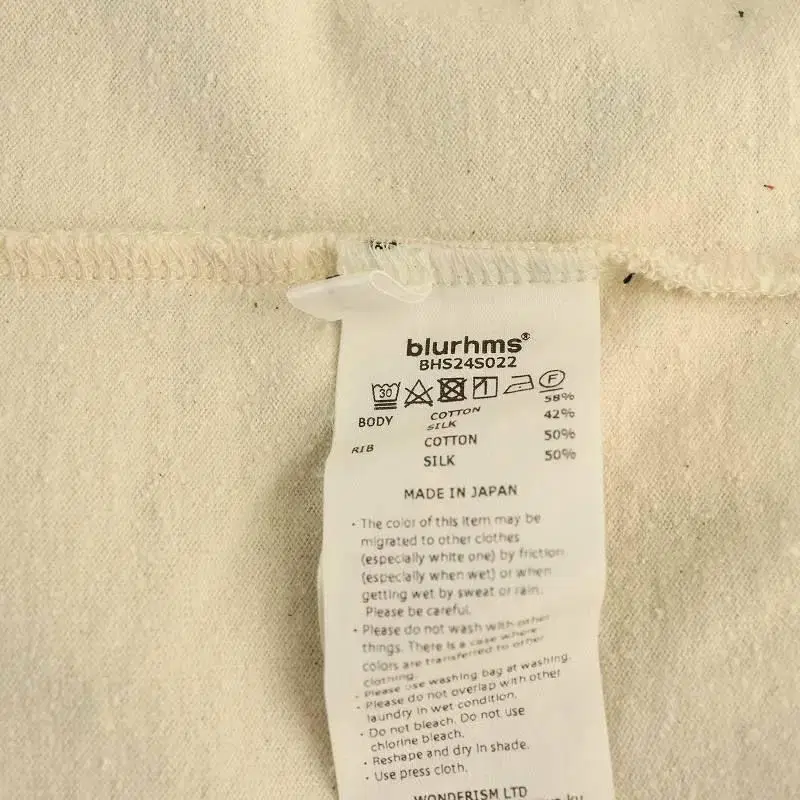 blurhms®
BHS24S022
30 F
BODY COTTON 58%
SILK 42%
RIB COTTON 50%
SILK 50%
MADE IN JAPAN
・The color of this item may be
migrated to other clothes
(especially white one) by friction
(especially when wet) or when
getting wet by sweat or rain.
Please be careful.
・Please do not wash with other
things. There is a case where
colors are transferred to other
clothing.
・Please use washing bag at washing.
・Please do not overlap with other
laundry in wet condition.
・Do not bleach. Do not use
chlorine bleach.
・Reshape and dry in shade.
・Use press cloth.
WONDERISM LTD